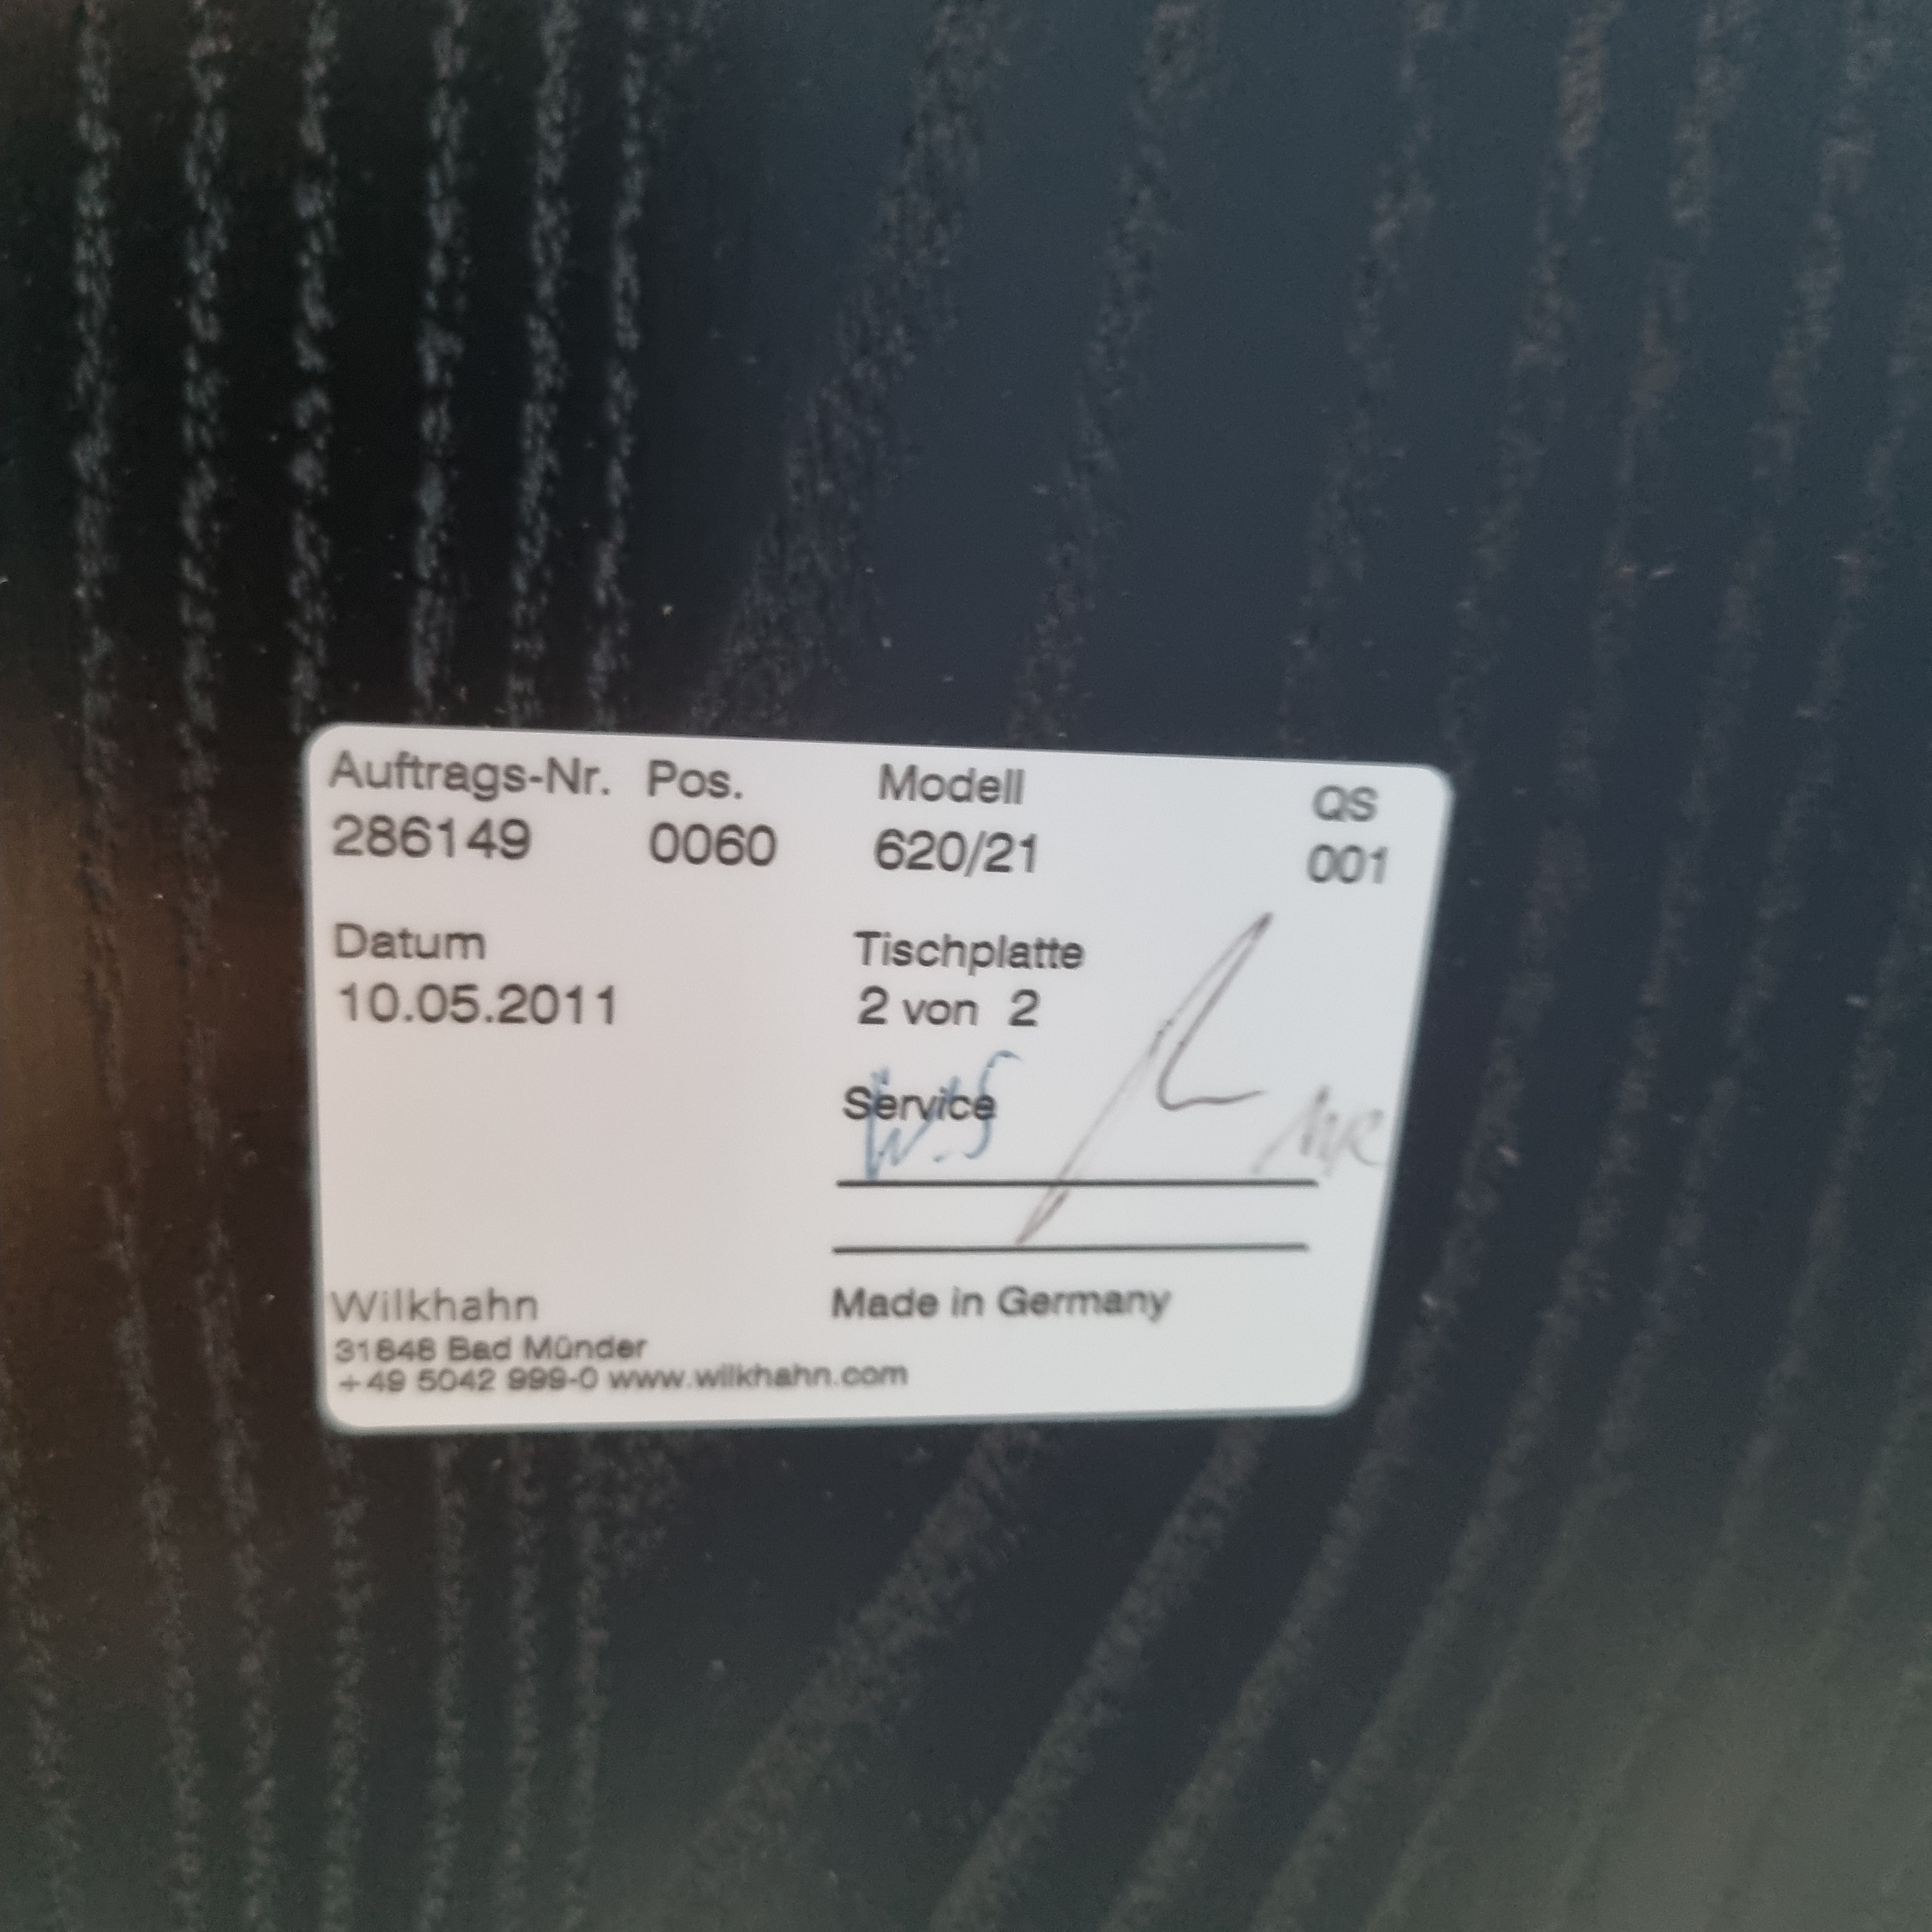 Auftrags-Nr. Pos. Modell QS
286149 0060 620/21 001
Datum Tischplatte
10.05.2011 2 von 2
Service
Wilkhahn Made in Germany
31848 Bad Münder
+49 5042 999-0 www.wilkhahn.com